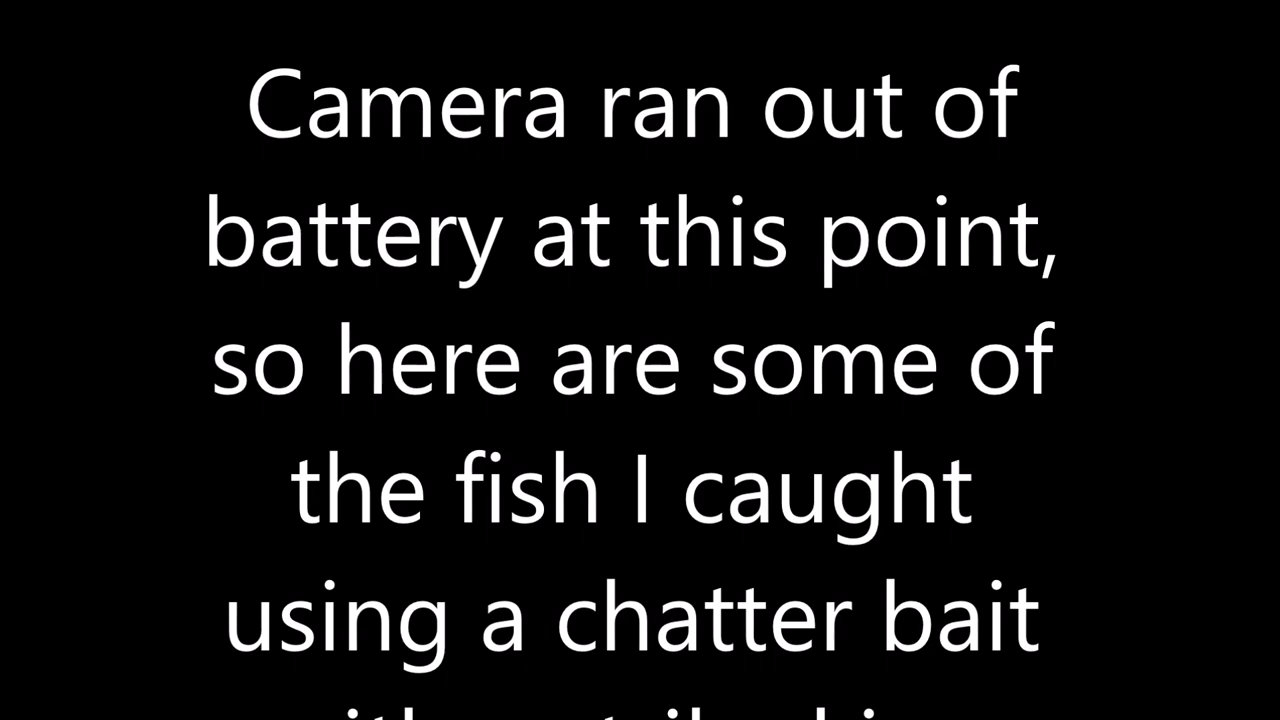 Camera ran out of
battery at this point,
so here are some of
the fish I caught
using a chatter bait